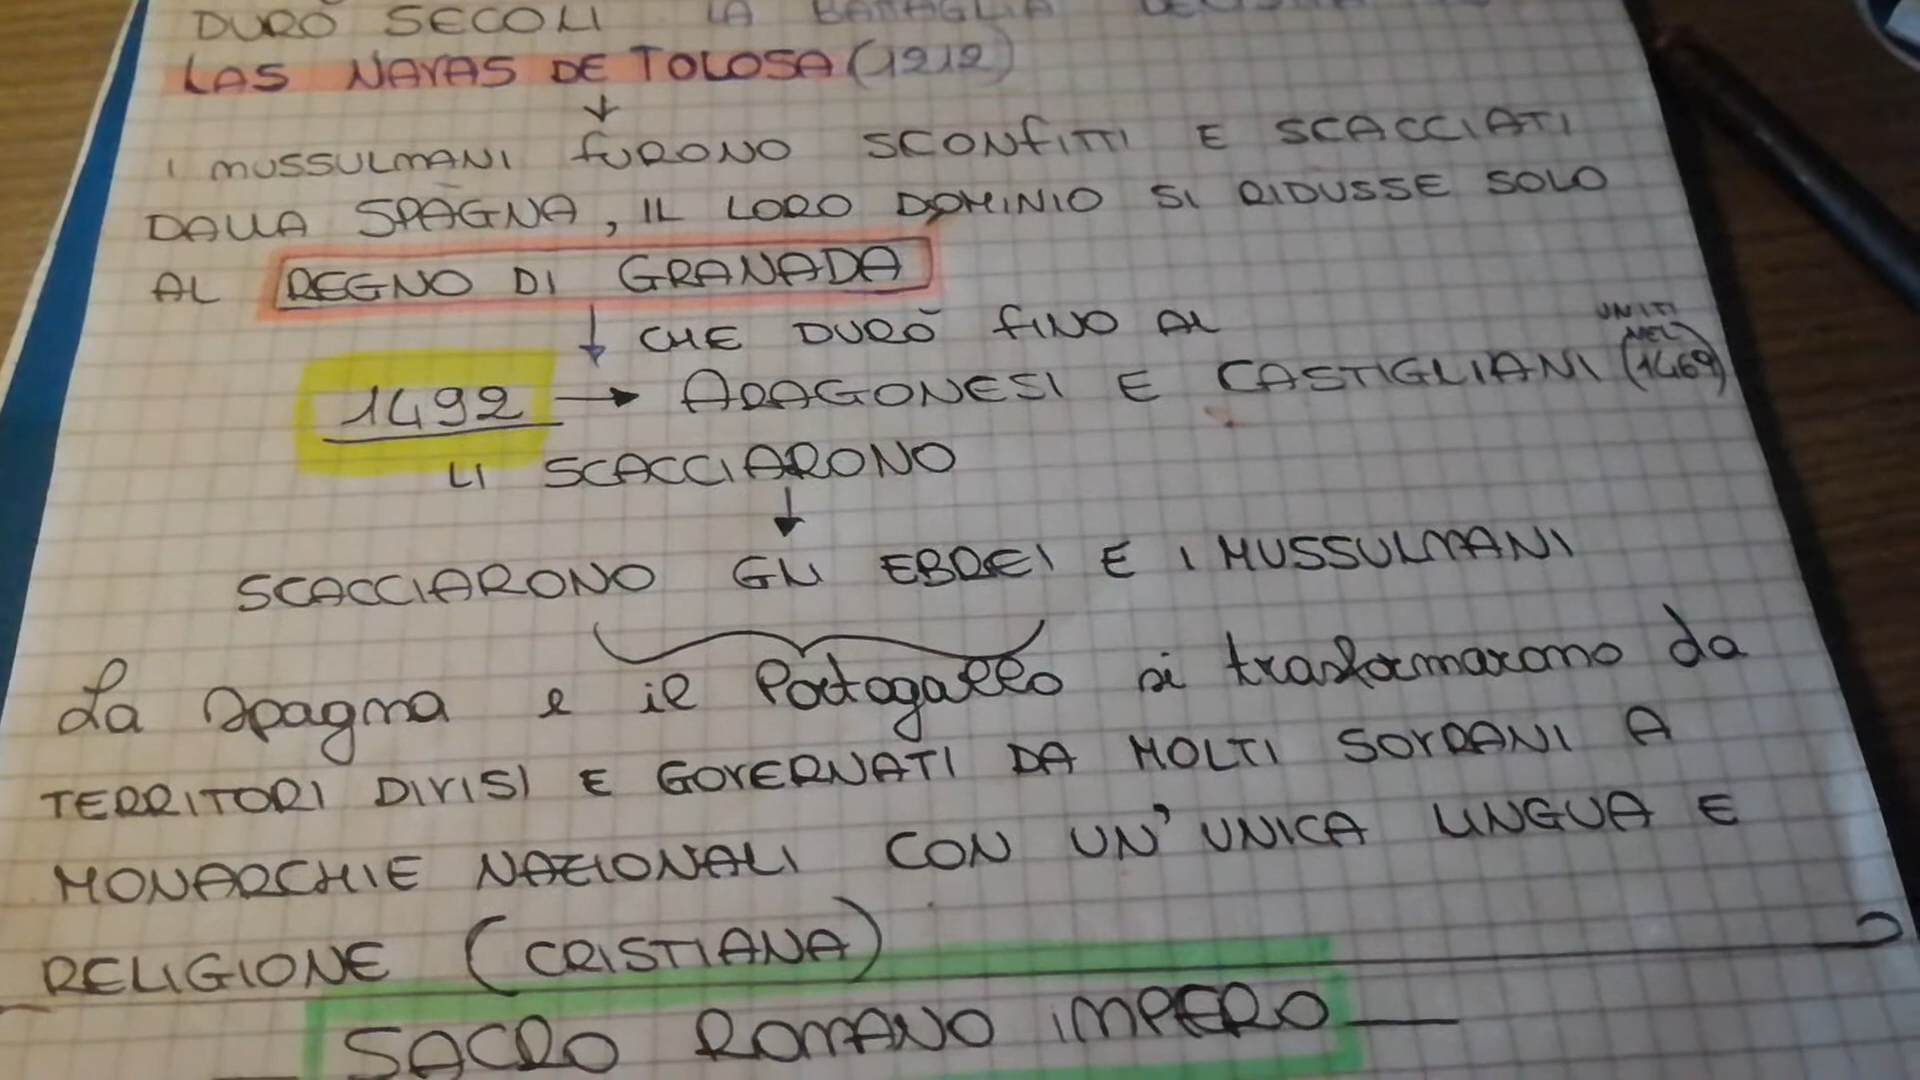 DURÒ SECOLI LA BATTAGLIA
LAS NAVAS DE TOLOSA (1212)
↓
I MUSSULMANI FURONO SCONFITTI E SCACCIATI
DALLA SPAGNA, IL LORO DOMINIO SI RIDUSSE SOLO
AL REGNO DI GRANADA
↓ CHE DURÒ FINO AL
1492 → ARAGONESI E CASTIGLIANI (1469)
UNITI
NEL
LI SCACCIARONO
↓
SCACCIARONO GLI EBREI E I MUSSULMANI
La Spagna e il Portogallo si trasformarono da
TERRITORI DIVISI E GOVERNATI DA MOLTI SOVRANI A
MONARCHIE NAZIONALI CON UN' UNICA LINGUA E
RELIGIONE (CRISTIANA)
SACRO ROMANO IMPERO